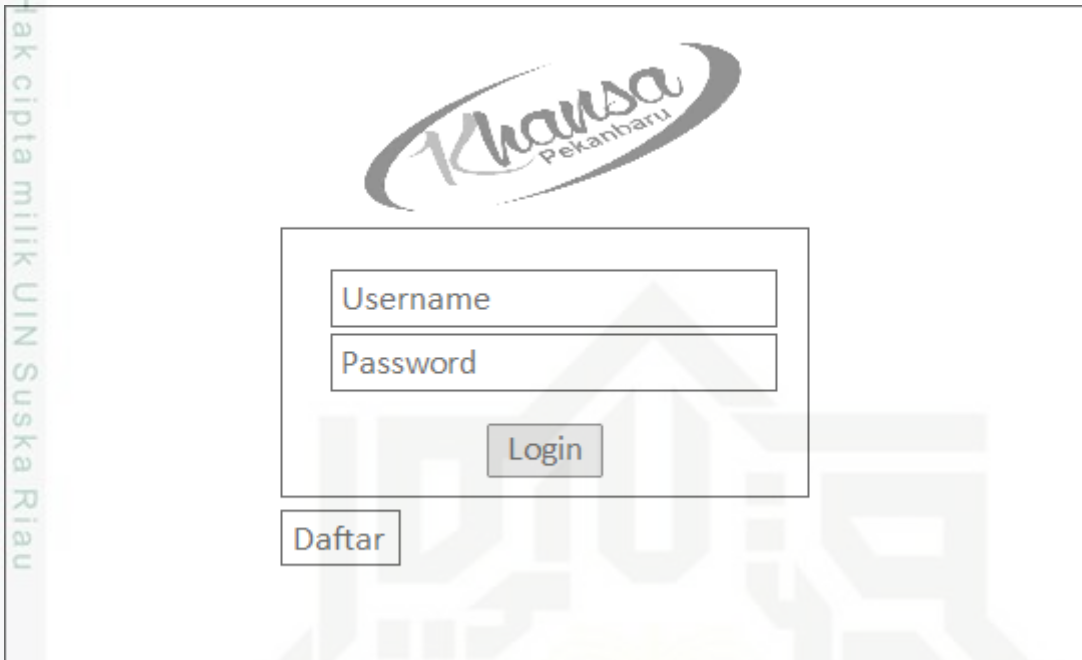 Hak cipta milik UIN Suska Riau
Khansa
Pekanbaru
Username
Password
Login
Daftar